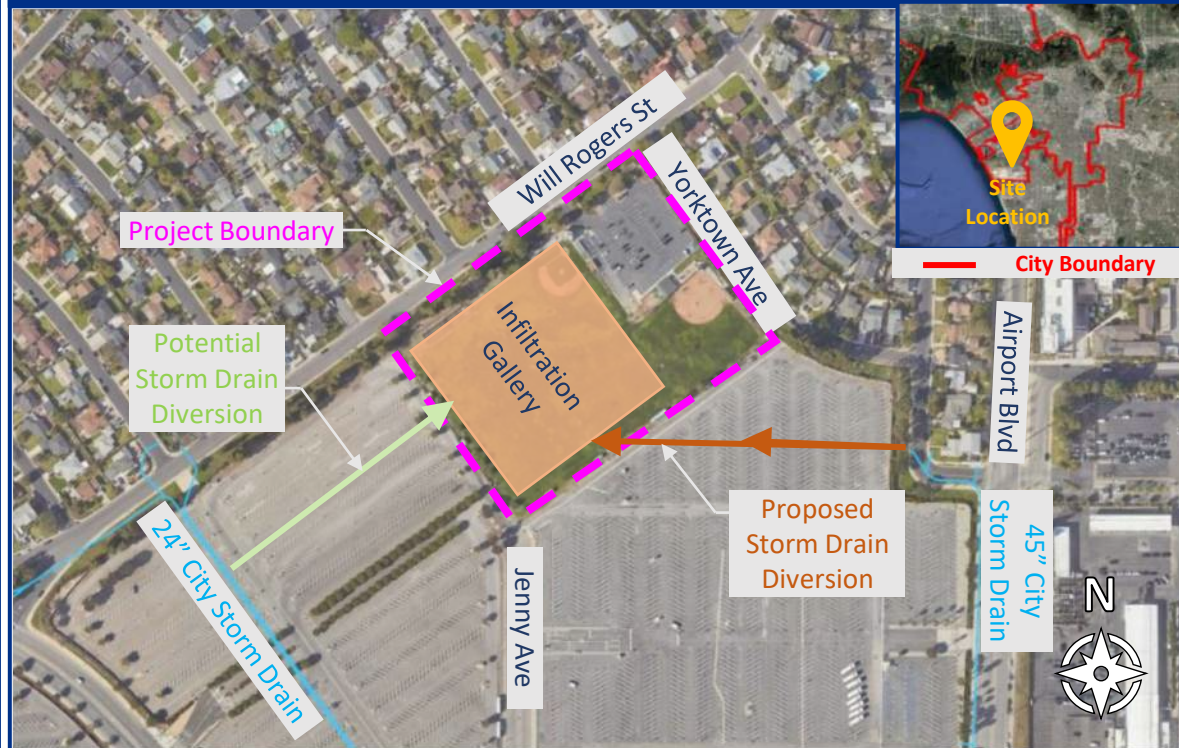 Will Rogers St
Yorktown Ave
Project Boundary
Site
Location
City Boundary
Infiltration
Gallery
Airport Blvd
Potential
Storm Drain
Diversion
Proposed
Storm Drain
Diversion
24” City Storm Drain
Jenny Ave
45” City
Storm Drain
N